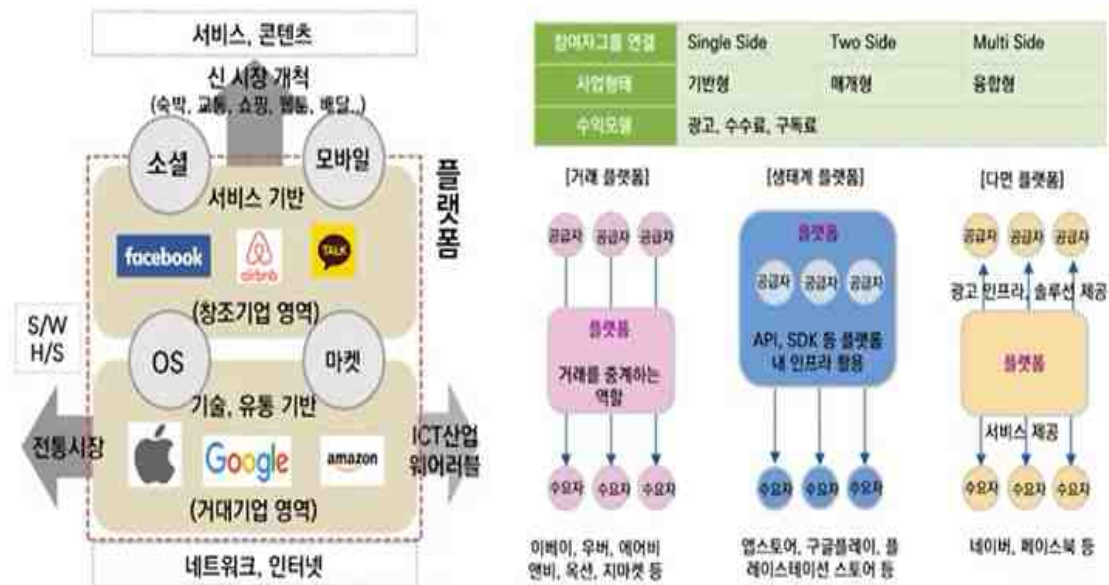 서비스, 콘텐츠
신 시장 개척
(숙박, 교통, 쇼핑, 웹툰, 배달..)
소셜
모바일
플랫폼
서비스 기반
facebook
airbnb
TALK
(창조기업 영역)
S/W
H/S
OS
마켓
기술, 유통 기반
전통시장
ICT산업
웨어러블
Google
amazon
(거대기업 영역)
네트워크, 인터넷
참여자그룹 연결 Single Side Two Side Multi Side
사업형태 기반형 매개형 융합형
수익모델 광고, 수수료, 구독료
[거래 플랫폼]
공급자 공급자 공급자
플랫폼
거래를 중계하는
역할
수요자 수요자 수요자
이베이, 우버, 에어비
앤비, 옥션, 지마켓 등
[생태계 플랫폼]
플랫폼
공급자 공급자 공급자
API, SDK 등 플랫폼
내 인프라 활용
수요자 수요자 수요자
앱스토어, 구글플레이, 플
레이스테이션 스토어 등
[다면 플랫폼]
공급자 공급자 공급자
광고 인프라, 솔루션 제공
플랫폼
서비스 제공
수요자 수요자 수요자
네이버, 페이스북 등